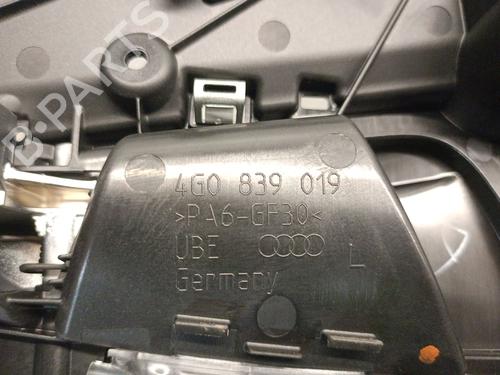 B-PARTS
4G0 839 019
>PA6-GF30<
UBE
L
Germany